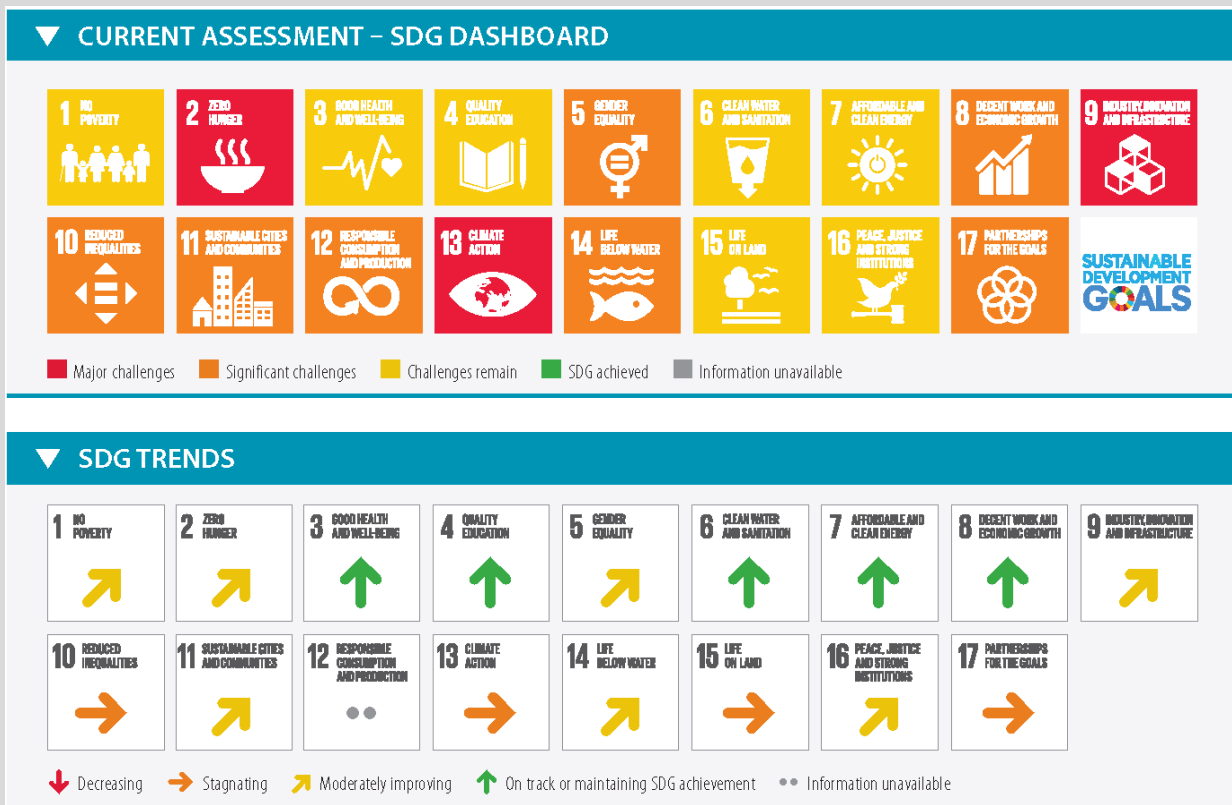 CURRENT ASSESSMENT – SDG DASHBOARD
1 NO
POVERTY
2 ZERO
HUNGER
3 GOOD HEALTH
AND WELL-BEING
4 QUALITY
EDUCATION
5 GENDER
EQUALITY
6 CLEAN WATER
AND SANITATION
7 AFFORDABLE AND
CLEAN ENERGY
8 DECENT WORK AND
ECONOMIC GROWTH
9 INDUSTRY, INNOVATION
AND INFRASTRUCTURE
10 REDUCED
INEQUALITIES
11 SUSTAINABLE CITIES
AND COMMUNITIES
12 RESPONSIBLE
CONSUMPTION
AND PRODUCTION
13 CLIMATE
ACTION
14 LIFE
BELOW WATER
15 LIFE
ON LAND
16 PEACE, JUSTICE
AND STRONG
INSTITUTIONS
17 PARTNERSHIPS
FOR THE GOALS
SUSTAINABLE
DEVELOPMENT
GOALS
Major challenges Significant challenges Challenges remain SDG achieved Information unavailable
SDG TRENDS
1 NO
POVERTY
2 ZERO
HUNGER
3 GOOD HEALTH
AND WELL-BEING
4 QUALITY
EDUCATION
5 GENDER
EQUALITY
6 CLEAN WATER
AND SANITATION
7 AFFORDABLE AND
CLEAN ENERGY
8 DECENT WORK AND
ECONOMIC GROWTH
9 INDUSTRY, INNOVATION
AND INFRASTRUCTURE
10 REDUCED
INEQUALITIES
11 SUSTAINABLE CITIES
AND COMMUNITIES
12 RESPONSIBLE
CONSUMPTION
AND PRODUCTION
13 CLIMATE
ACTION
14 LIFE
BELOW WATER
15 LIFE
ON LAND
16 PEACE, JUSTICE
AND STRONG
INSTITUTIONS
17 PARTNERSHIPS
FOR THE GOALS
Decreasing Stagnating Moderately improving On track or maintaining SDG achievement Information unavailable